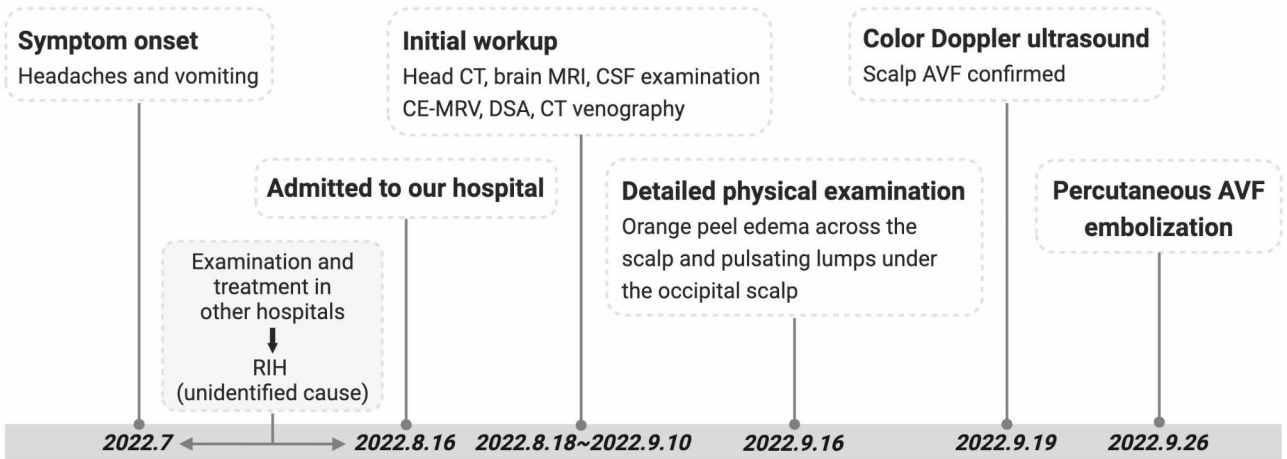 Symptom onset
Headaches and vomiting
Initial workup
Head CT, brain MRI, CSF examination
CE-MRV, DSA, CT venography
Color Doppler ultrasound
Scalp AVF confirmed
Admitted to our hospital
Detailed physical examination
Orange peel edema across the
scalp and pulsating lumps under
the occipital scalp
Percutaneous AVF
embolization
Examination and
treatment in
other hospitals
RIH
(unidentified cause)
2022.7
2022.8.16
2022.8.18~2022.9.10
2022.9.16
2022.9.19
2022.9.26